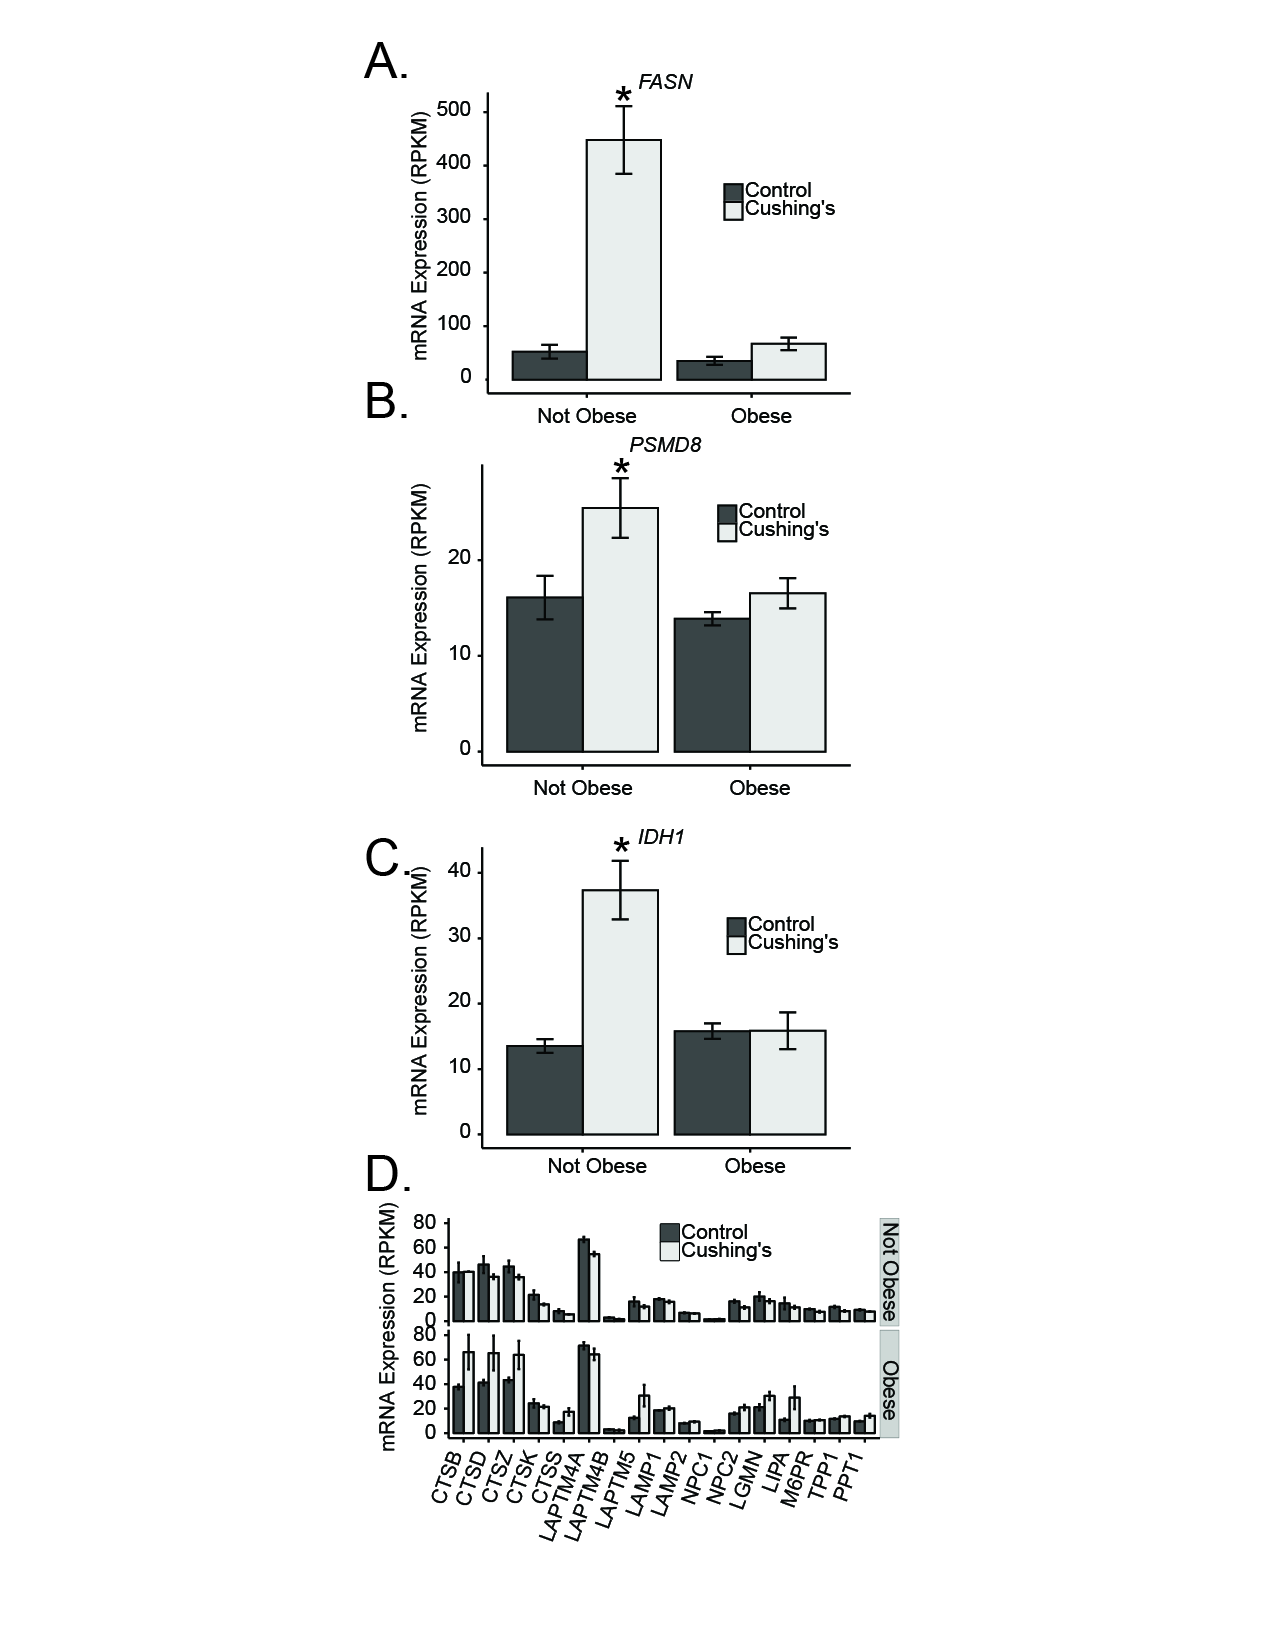 A.
FASN
*
mRNA Expression (RPKM)
500
400
300
200
100
0
Control
Cushing's
Not Obese
Obese
B.
PSMD8
*
mRNA Expression (RPKM)
20
10
0
Control
Cushing's
Not Obese
Obese
C.
IDH1
*
mRNA Expression (RPKM)
40
30
20
10
0
Control
Cushing's
Not Obese
Obese
D.
mRNA Expression (RPKM)
80
60
40
20
0
Control
Cushing's
Not Obese
mRNA Expression (RPKM)
80
60
40
20
0
Obese
CTSB
CTSD
CTSZ
CTSK
CTSS
LAPTM4A
LAPTM4B
LAPTM5
LAMP1
LAMP2
NPC1
NPC2
LGMN
LIPA
M6PR
TPP1
PPT1